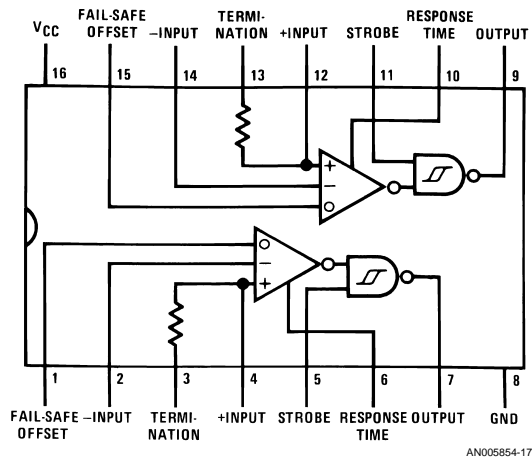 VCC
FAIL-SAFE
OFFSET
–INPUT
TERMI-
NATION
+INPUT
STROBE
RESPONSE
TIME
OUTPUT
16 15 14 13 12 11 10 9
+
–
+
–
1 2 3 4 5 6 7 8
FAIL-SAFE
OFFSET
–INPUT
TERMI-
NATION
+INPUT
STROBE
RESPONSE
TIME
OUTPUT
GND
AN005854-17